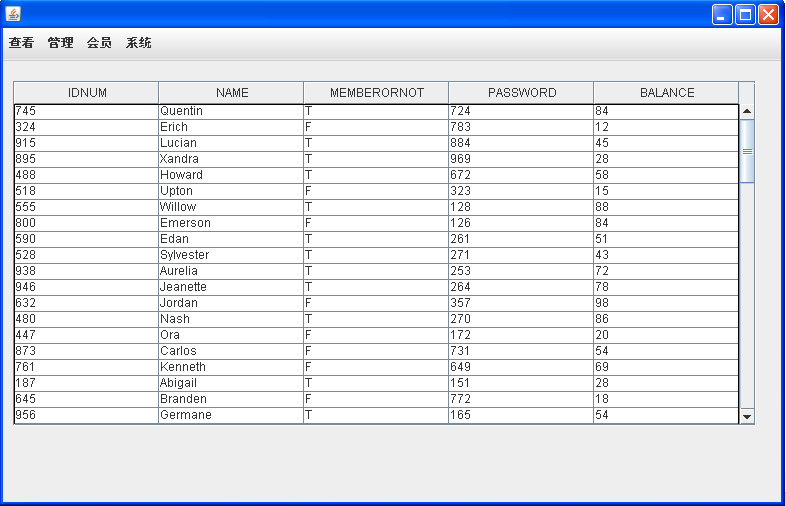 查看 管理 会员 系统
IDNUM NAME MEMBERORNOT PASSWORD BALANCE
745 Quentin T 724 84
324 Erich F 783 12
915 Lucian T 884 45
895 Xandra T 969 28
488 Howard T 672 58
518 Upton F 323 15
555 Willow T 128 88
800 Emerson F 126 84
590 Edan T 261 51
528 Sylvester T 271 43
938 Aurelia T 253 72
946 Jeanette T 264 78
632 Jordan F 357 98
480 Nash T 270 86
447 Ora F 172 20
873 Carlos F 731 54
761 Kenneth F 649 69
187 Abigail T 151 28
645 Branden F 772 18
956 Germane T 165 54